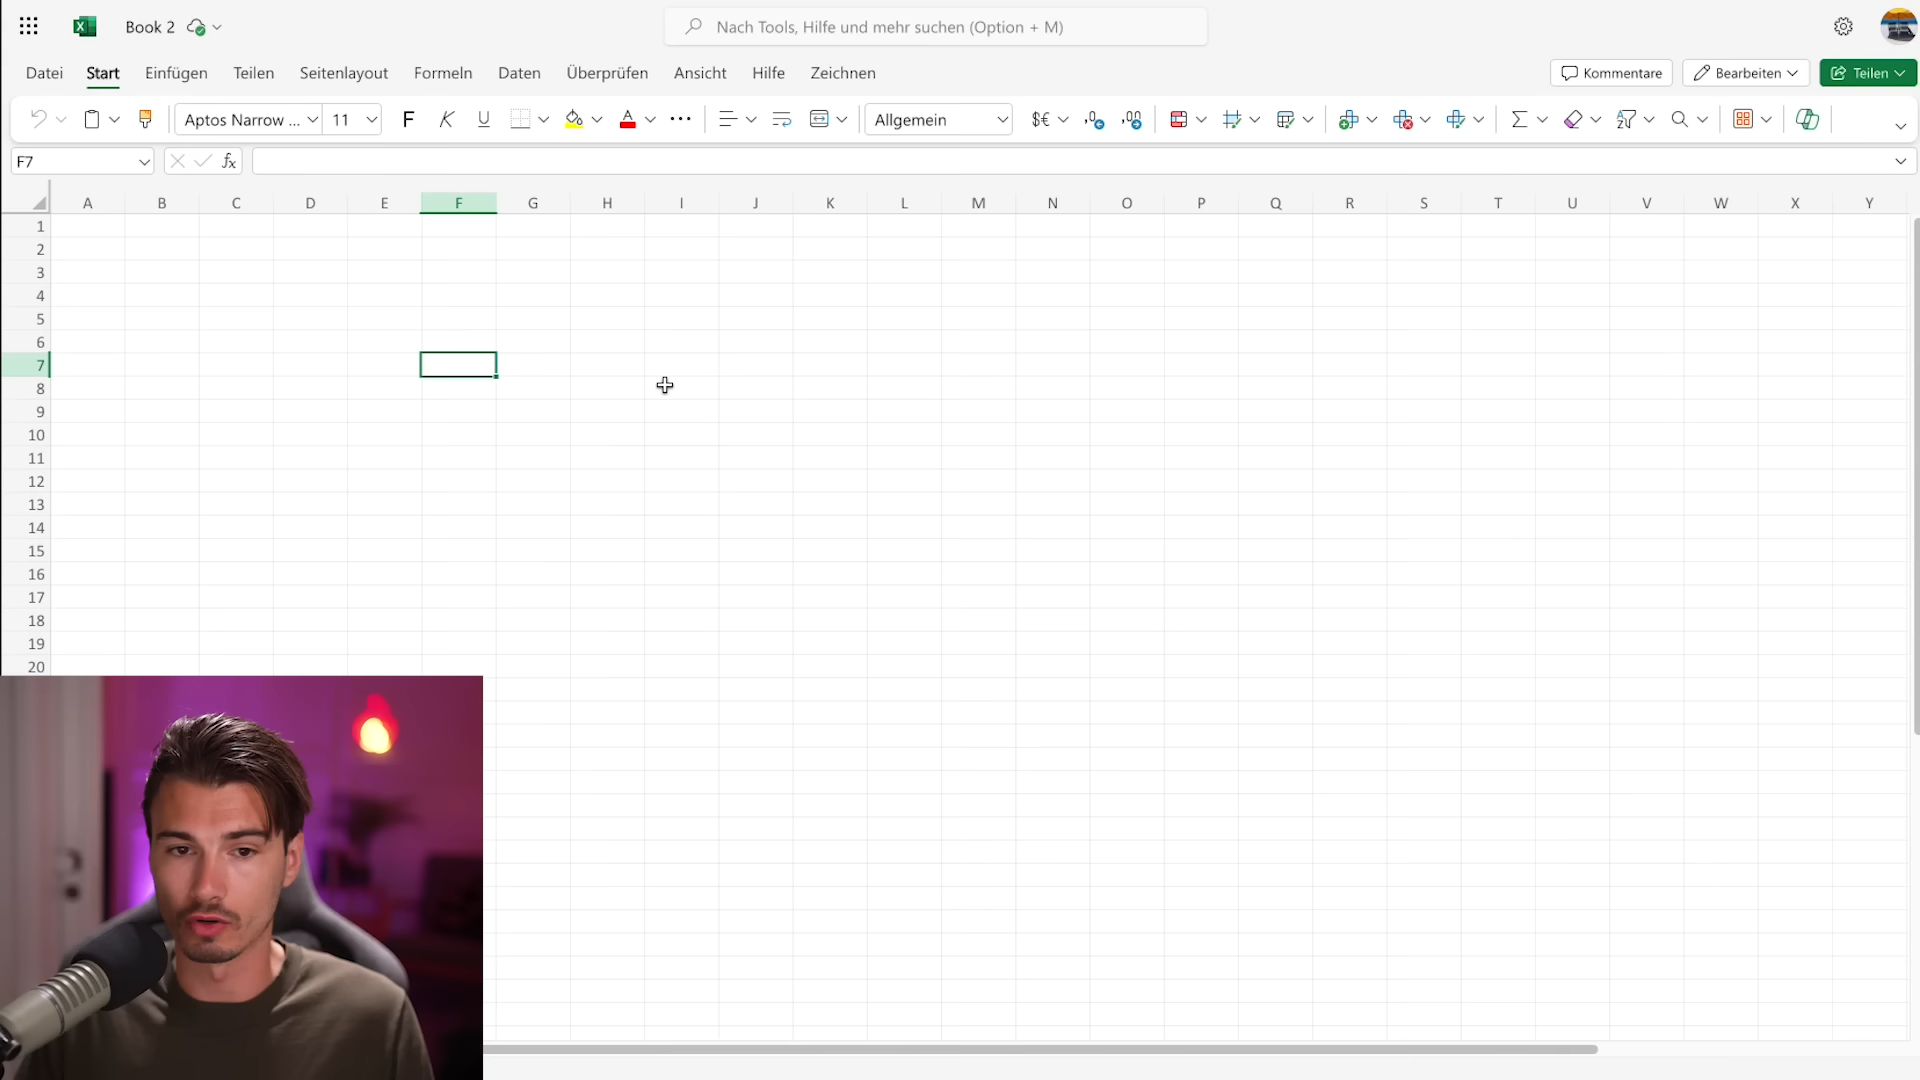 Book 2
Nach Tools, Hilfe und mehr suchen (Option + M)
Datei Start Einfügen Teilen Seitenlayout Formeln Daten Überprüfen Ansicht Hilfe Zeichnen
Kommentare Bearbeiten Teilen
Aptos Narrow ... 11 F K U A Allgemein $€
F7 fx
A B C D E F G H I J K L M N O P Q R S T U V W X Y
1
2
3
4
5
6
7
8
9
10
11
12
13
14
15
16
17
18
19
20